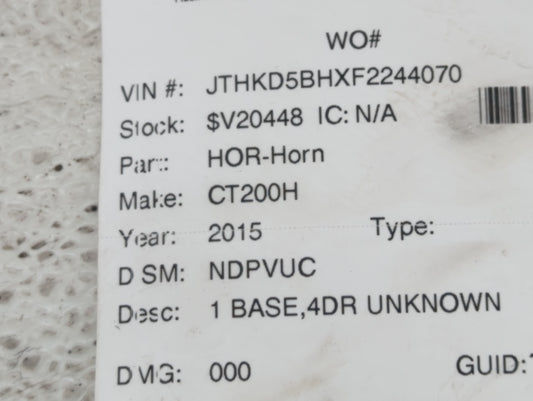 WO#
VIN #: JTHKD5BHXF2244070
Stock: $V20448 IC: N/A
Part: HOR-Horn
Make: CT200H
Year: 2015 Type:
DISM: NDPVUC
Desc: 1 BASE,4DR UNKNOWN
DMG: 000 GUID: